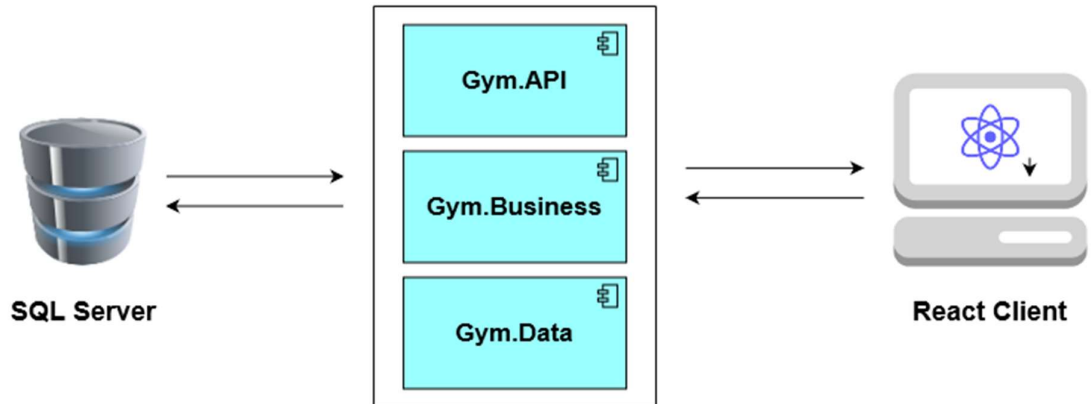 Gym.API
Gym.Business
Gym.Data
SQL Server
React Client